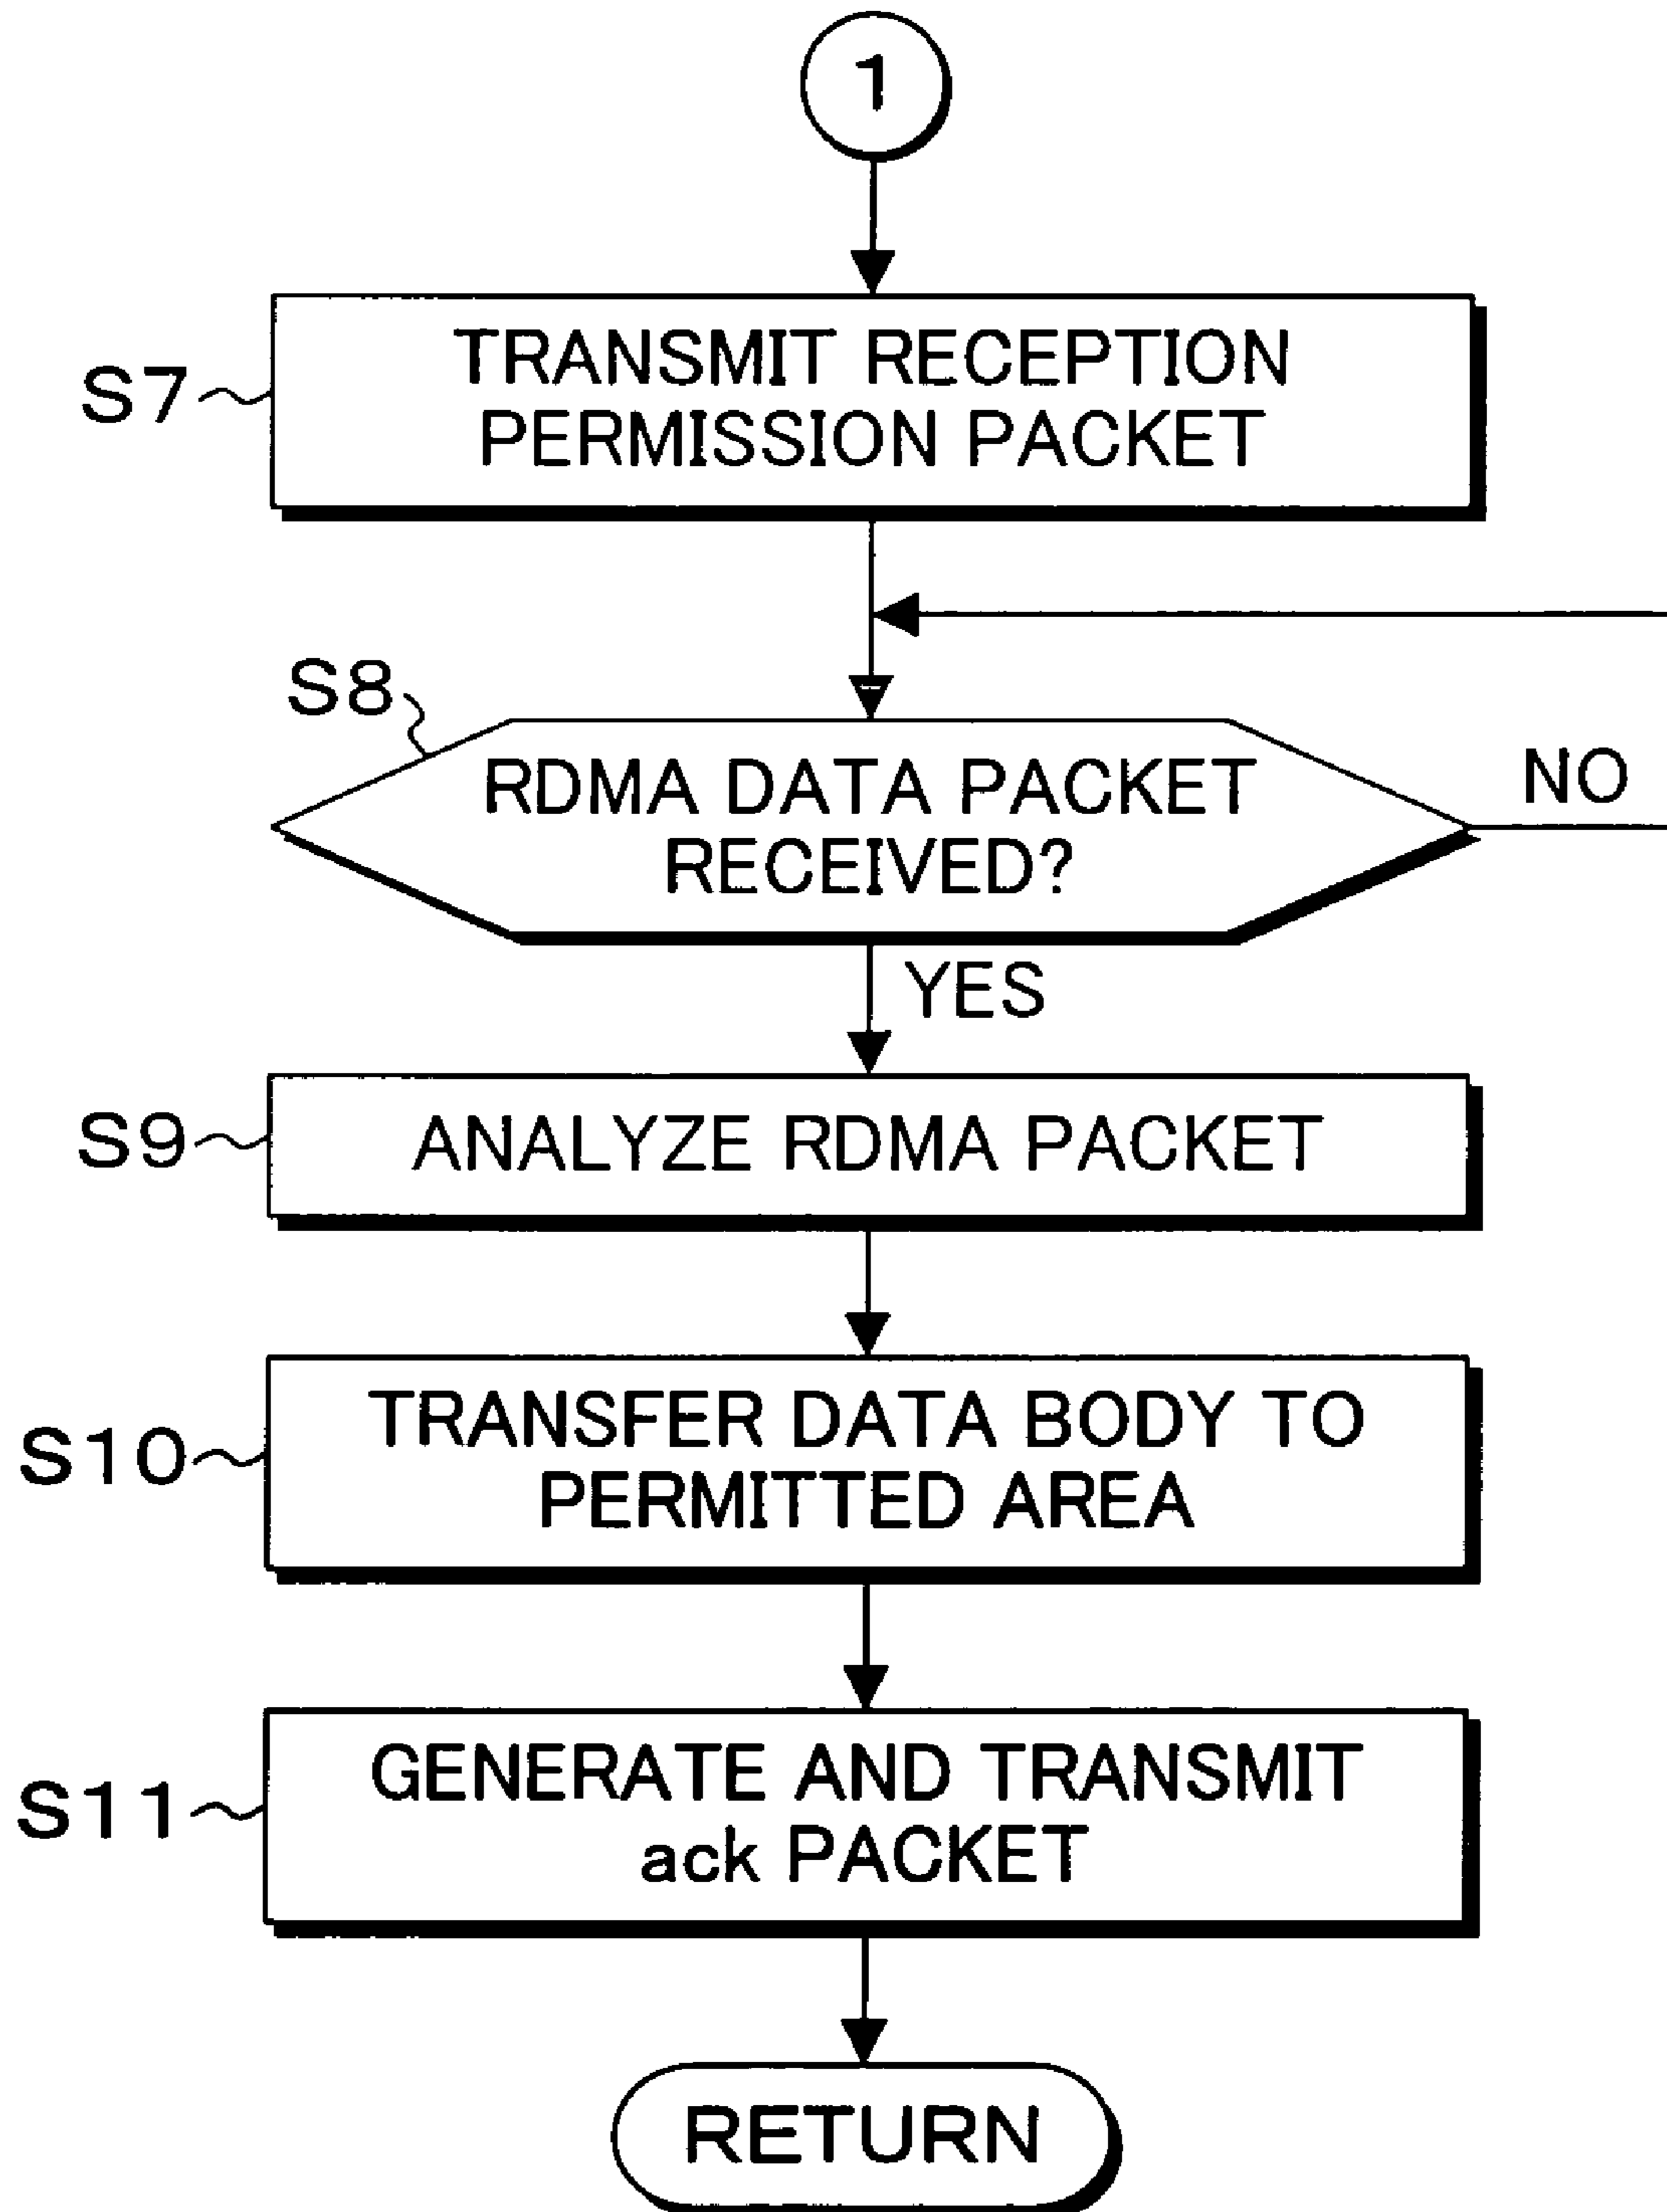 1
S7
TRANSMIT RECEPTION
PERMISSION PACKET
S8
RDMA DATA PACKET
RECEIVED?
NO
YES
S9
ANALYZE RDMA PACKET
S10
TRANSFER DATA BODY TO
PERMITTED AREA
S11
GENERATE AND TRANSMIT
ack PACKET
RETURN